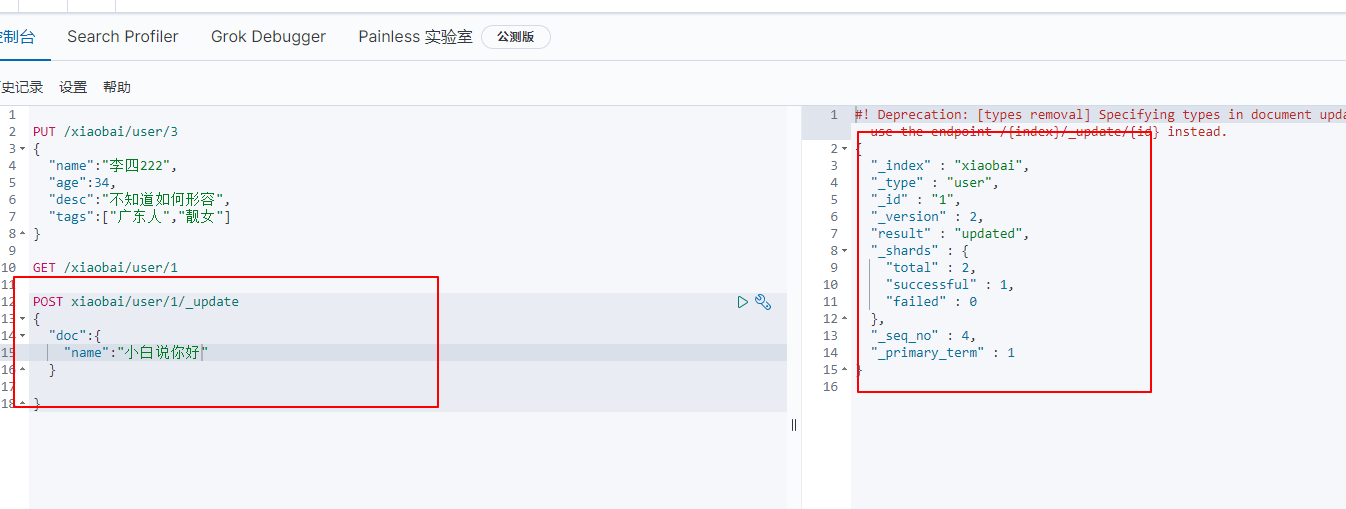 控制台 Search Profiler Grok Debugger Painless 实验室 公测版
史记录 设置 帮助
1
2 PUT /xiaobai/user/3
3 {
4 "name":"李四222",
5 "age":34,
6 "desc":"不知道如何形容",
7 "tags":["广东人","靓女"]
8 }
9
10 GET /xiaobai/user/1
11
12 POST xiaobai/user/1/_update
13 {
14 "doc":{
15 "name":"小白说你好"
16 }
17
18 }
1 #! Deprecation: [types removal] Specifying types in document upda
use the endpoint /{index}/_update/{id} instead.
2 {
3 "_index" : "xiaobai",
4 "_type" : "user",
5 "_id" : "1",
6 "_version" : 2,
7 "result" : "updated",
8 "_shards" : {
9 "total" : 2,
10 "successful" : 1,
11 "failed" : 0
12 },
13 "_seq_no" : 4,
14 "_primary_term" : 1
15 }
16